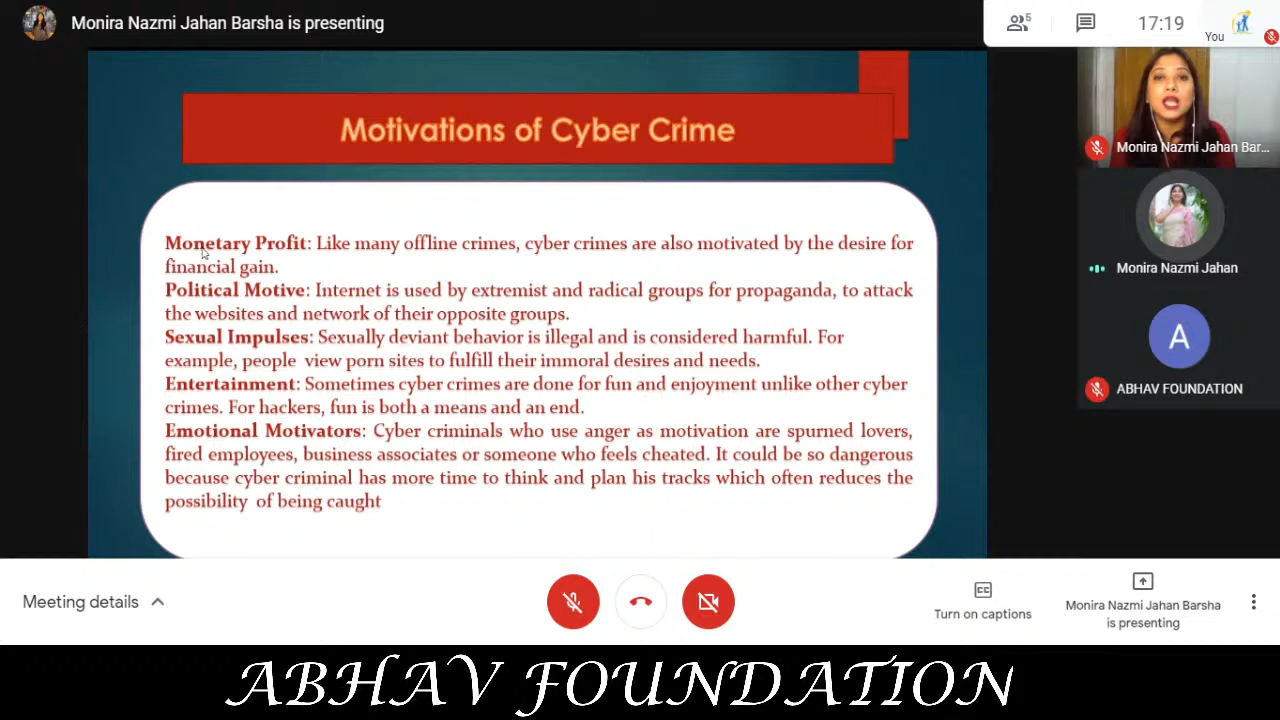 Monira Nazmi Jahan Barsha is presenting
5
17:19
You
Motivations of Cyber Crime
Monira Nazmi Jahan Bar...
Monetary Profit: Like many offline crimes, cyber crimes are also motivated by the desire for
financial gain.
Political Motive: Internet is used by extremist and radical groups for propaganda, to attack
the websites and network of their opposite groups.
Sexual Impulses: Sexually deviant behavior is illegal and is considered harmful. For
example, people view porn sites to fulfill their immoral desires and needs.
Entertainment: Sometimes cyber crimes are done for fun and enjoyment unlike other cyber
crimes. For hackers, fun is both a means and an end.
Emotional Motivators: Cyber criminals who use anger as motivation are spurned lovers,
fired employees, business associates or someone who feels cheated. It could be so dangerous
because cyber criminal has more time to think and plan his tracks which often reduces the
possibility of being caught
Monira Nazmi Jahan
A
ABHAV FOUNDATION
Meeting details
CC
Turn on captions
Monira Nazmi Jahan Barsha
is presenting
ABHAV FOUNDATION